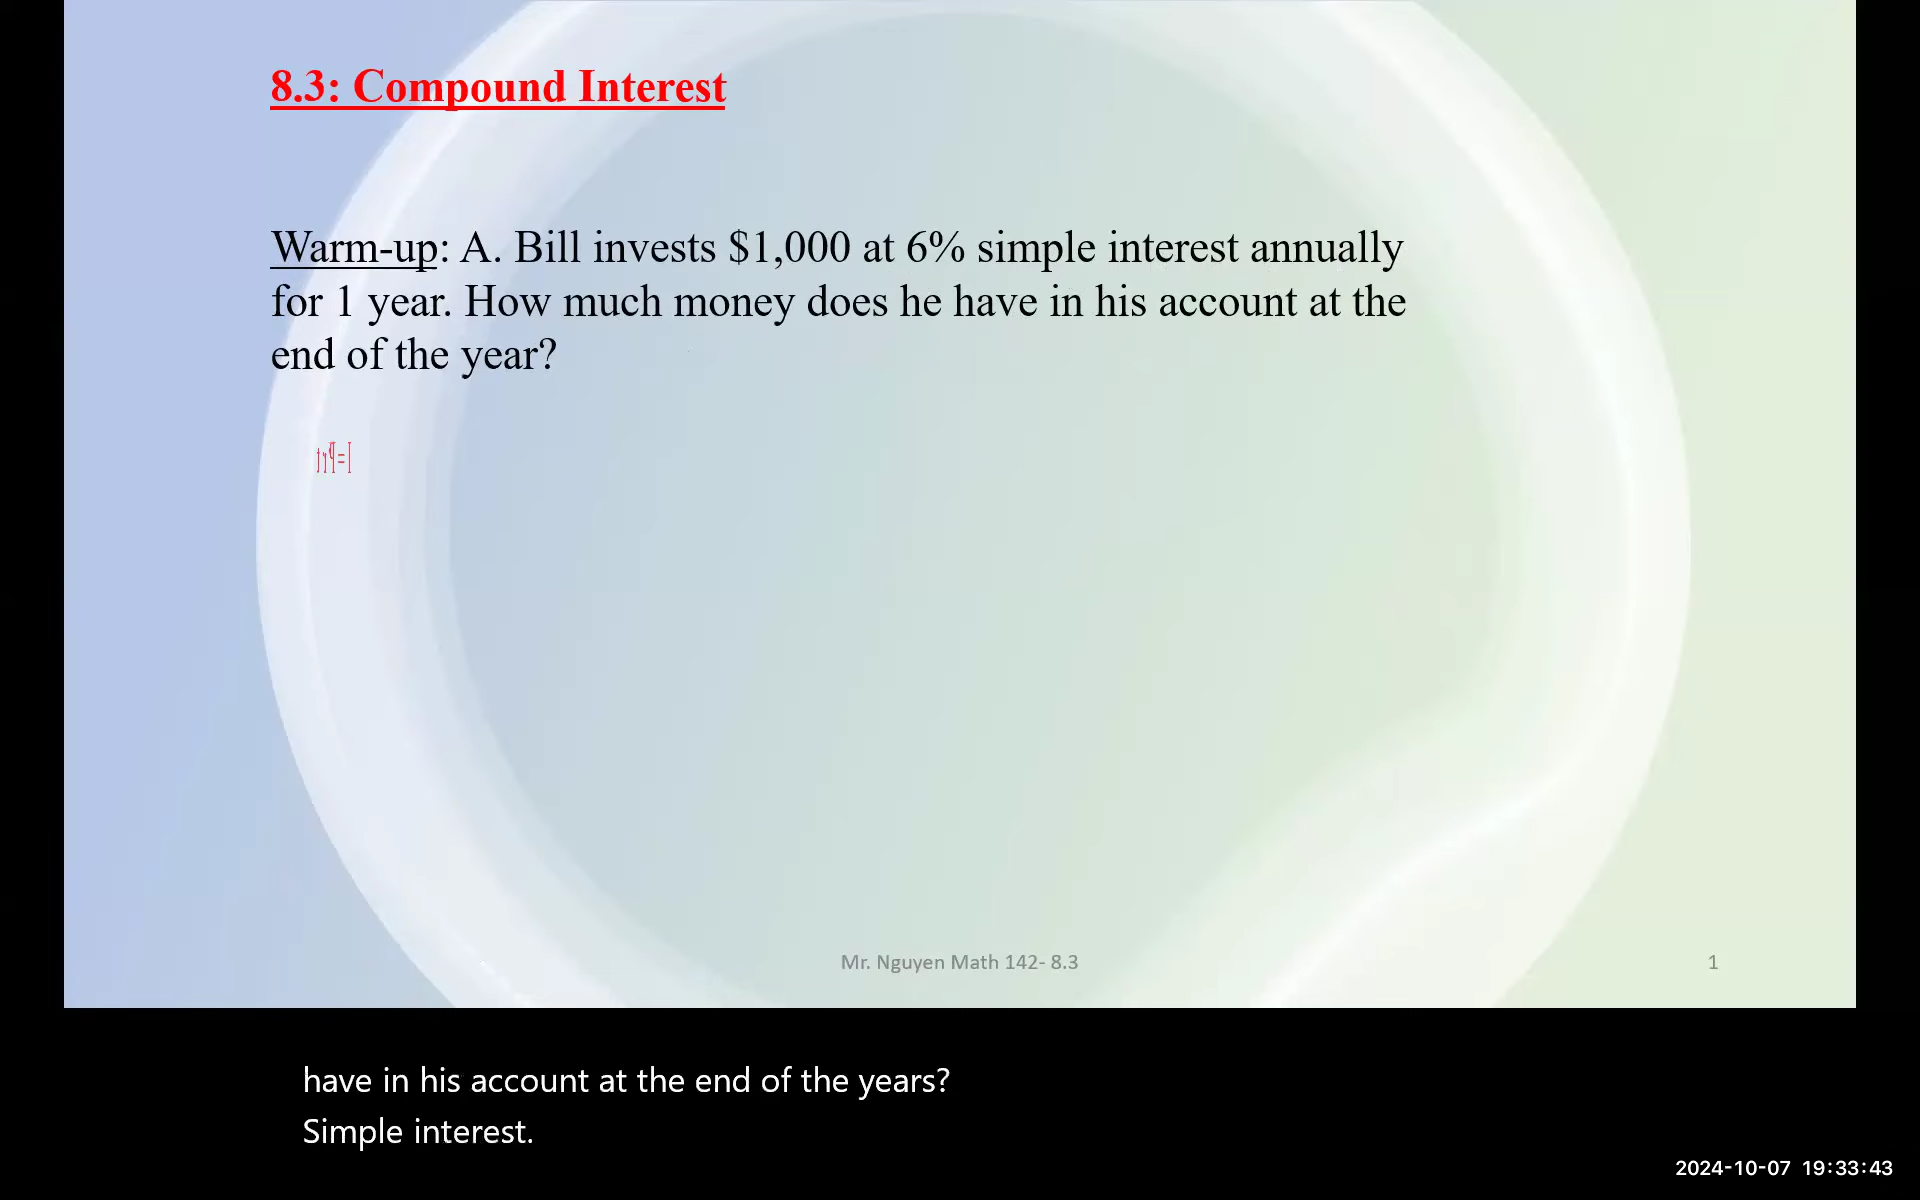 8.3: Compound Interest
Warm-up: A. Bill invests $1,000 at 6% simple interest annually
for 1 year. How much money does he have in his account at the
end of the year?
Mr. Nguyen Math 142- 8.3
1
have in his account at the end of the years?
Simple interest.
2024-10-07 19:33:43